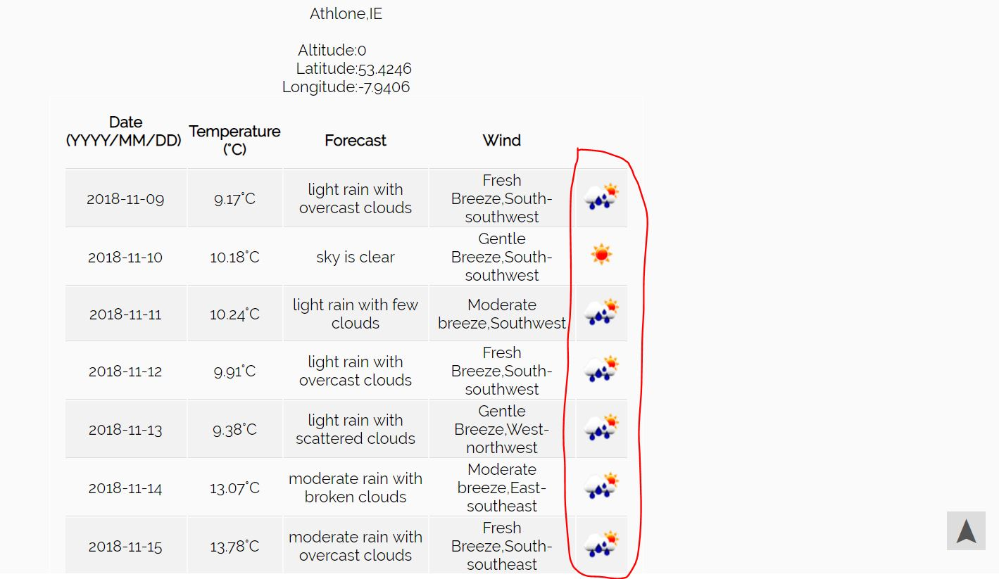 Athlone,IE
Altitude:0
Latitude:53.4246
Longitude:-7.9406
Date
(YYYY/MM/DD)
Temperature
(°C)
Forecast
Wind
2018-11-09
9.17°C
light rain with
overcast clouds
Fresh
Breeze,South-
southwest
2018-11-10
10.18°C
sky is clear
Gentle
Breeze,South-
southwest
2018-11-11
10.24°C
light rain with few
clouds
Moderate
breeze,Southwest
2018-11-12
9.91°C
light rain with
overcast clouds
Fresh
Breeze,South-
southwest
2018-11-13
9.38°C
light rain with
scattered clouds
Gentle
Breeze,West-
northwest
2018-11-14
13.07°C
moderate rain with
broken clouds
Moderate
breeze,East-
southeast
2018-11-15
13.78°C
moderate rain with
overcast clouds
Fresh
Breeze,South-
southeast